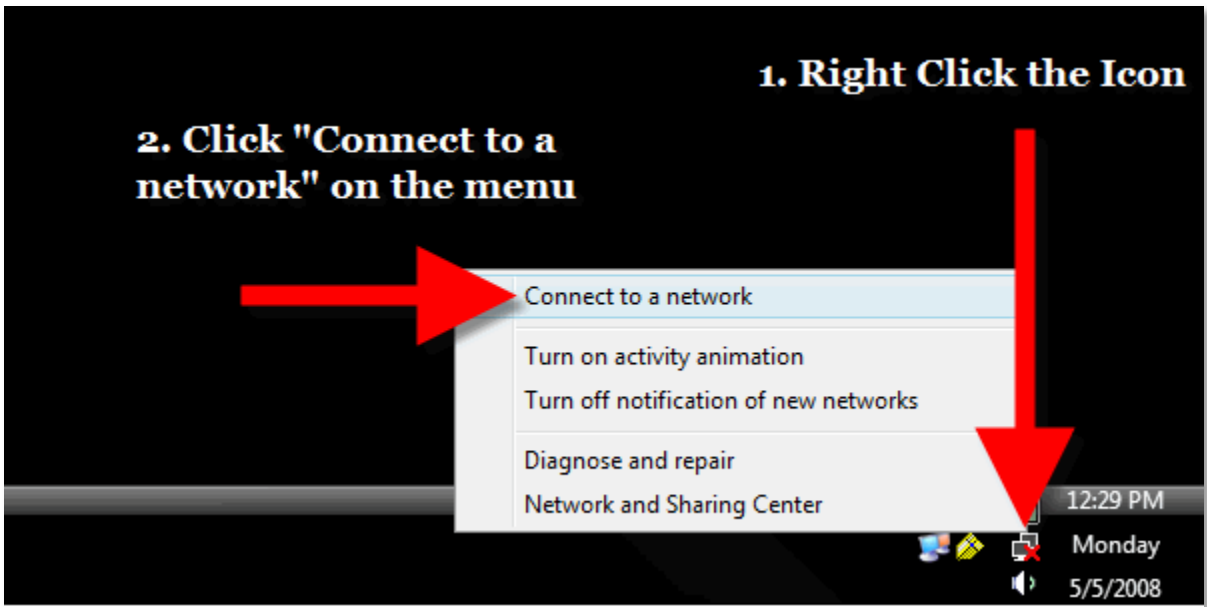 1. Right Click the Icon
2. Click "Connect to a
network" on the menu
Connect to a network
Turn on activity animation
Turn off notification of new networks
Diagnose and repair
Network and Sharing Center
12:29 PM
Monday
5/5/2008